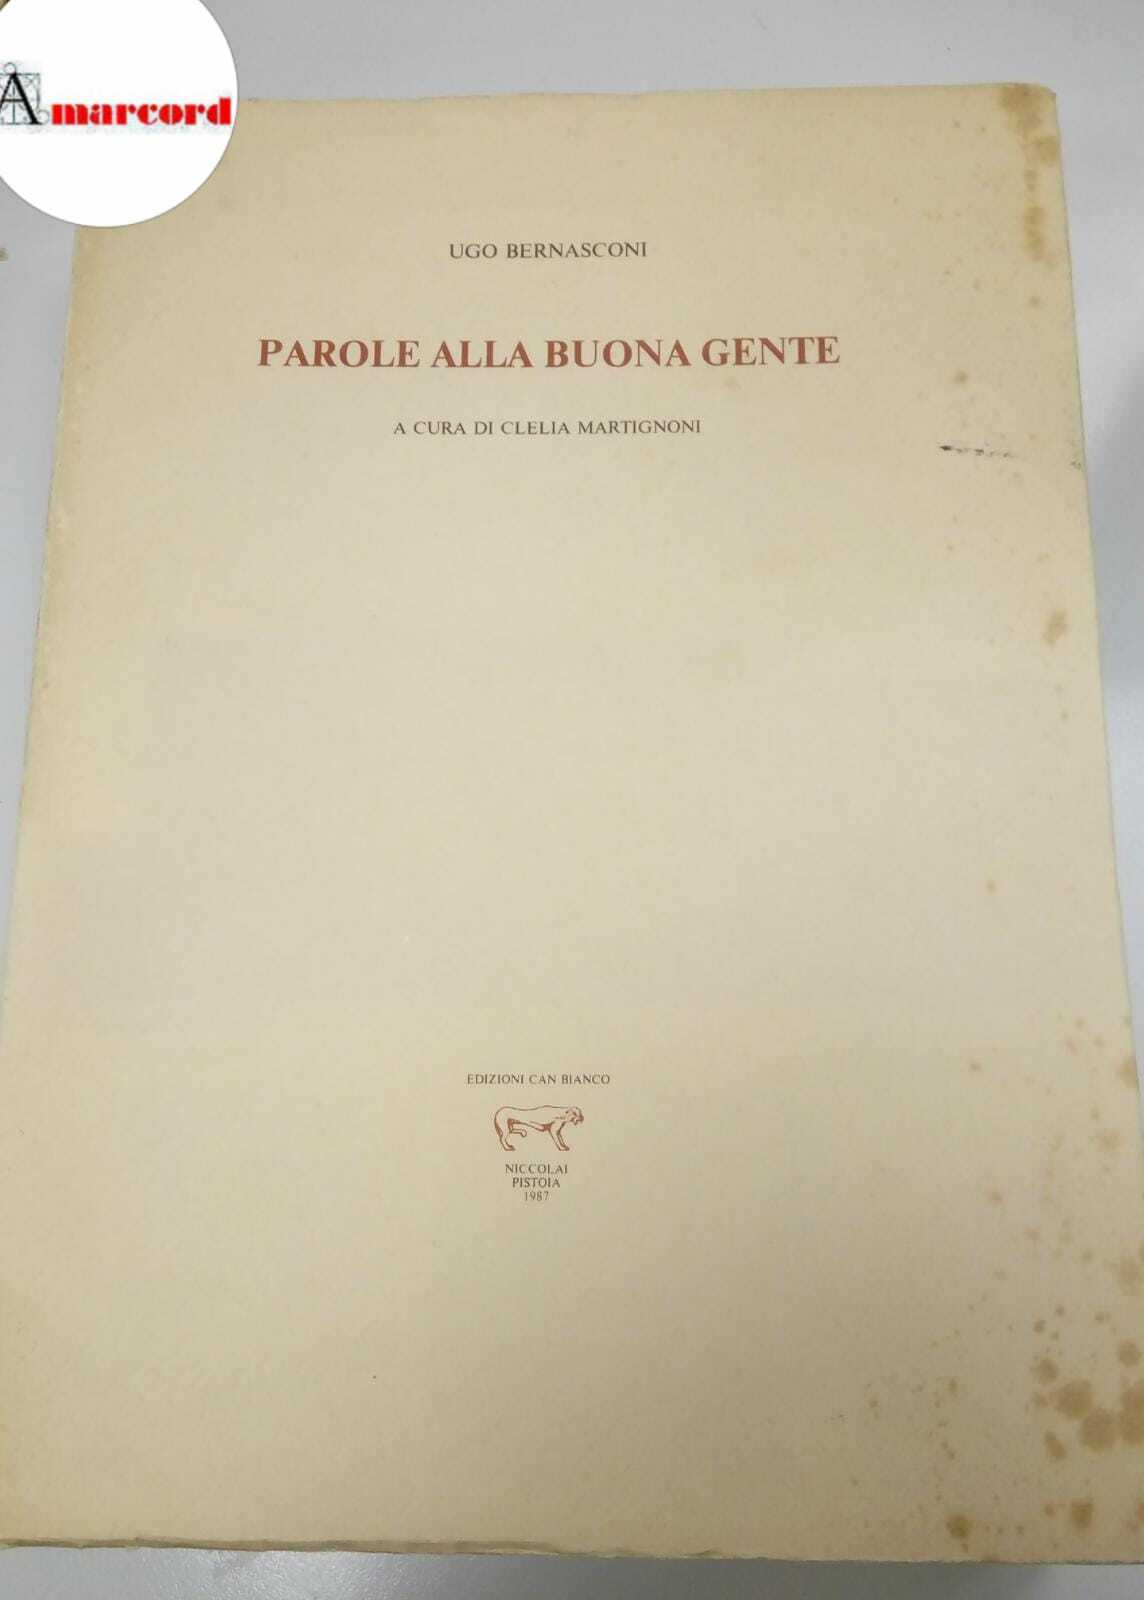 Amarcord
UGO BERNASCONI
PAROLE ALLA BUONA GENTE
A CURA DI CLELIA MARTIGNONI
EDIZIONI CAN BIANCO
NICCOLAI
PISTOIA
1987